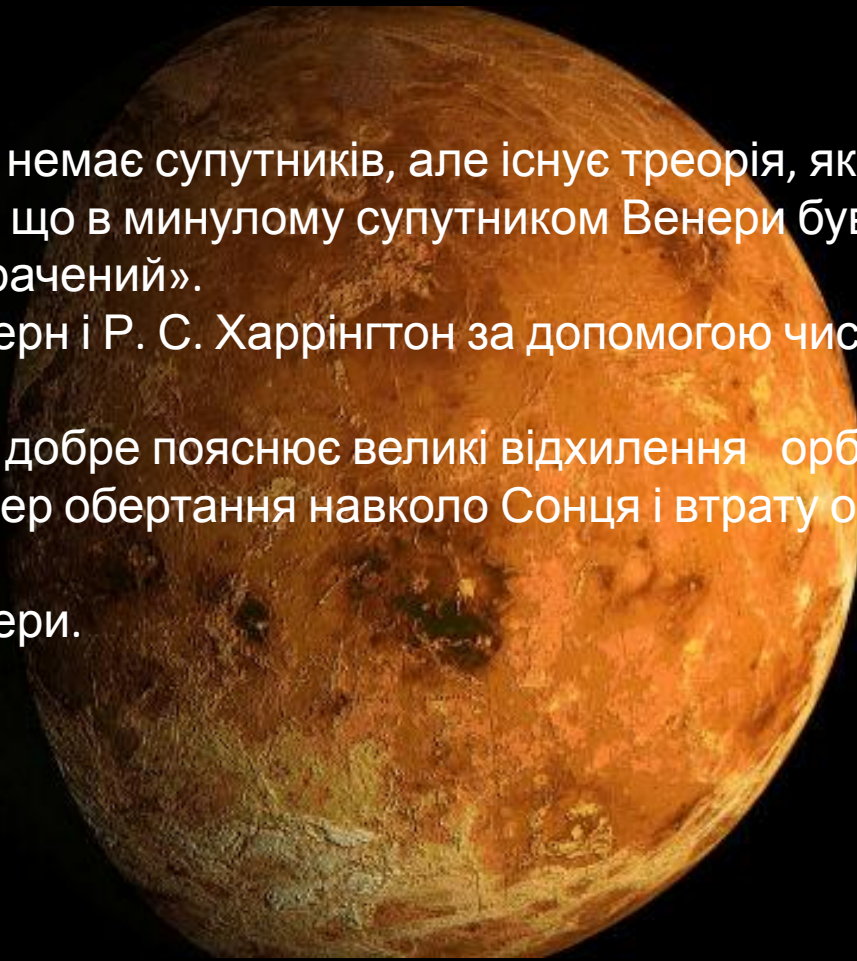 немає супутників, але існує треорія, як
що в минулому супутником Венери був
рачений».
ерн і Р. С. Харрінгтон за допомогою чис
добре пояснює великі відхилення орб
ер обертання навколо Сонця і втрату о
ери.